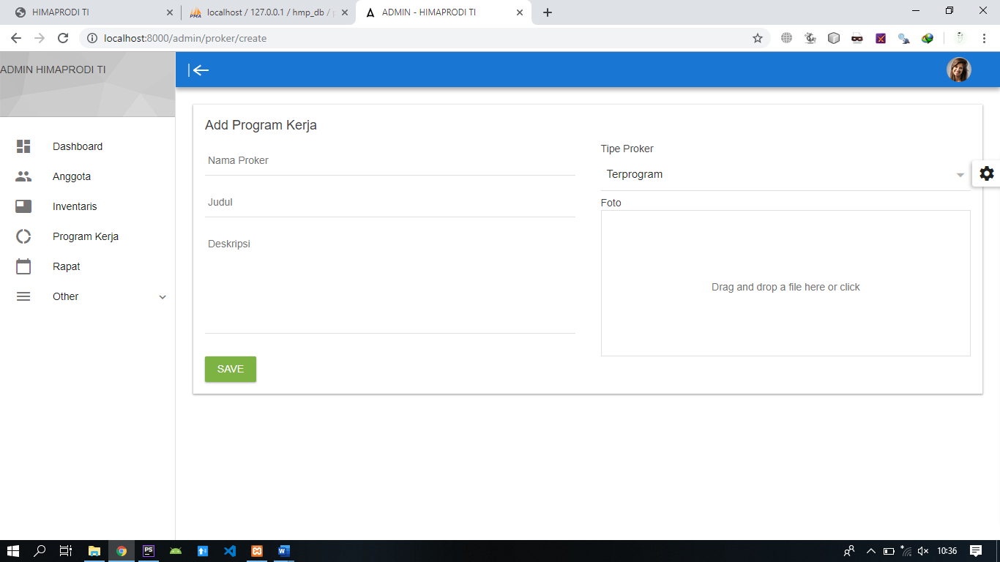 HIMAPRODI TI
localhost / 127.0.0.1 / hmp_db / p
ADMIN - HIMAPRODI TI
localhost:8000/admin/proker/create
ADMIN HIMAPRODI TI
Dashboard
Anggota
Inventaris
Program Kerja
Rapat
Other
Add Program Kerja
Nama Proker
Judul
Deskripsi
SAVE
Tipe Proker
Terprogram
Foto
Drag and drop a file here or click
10:36